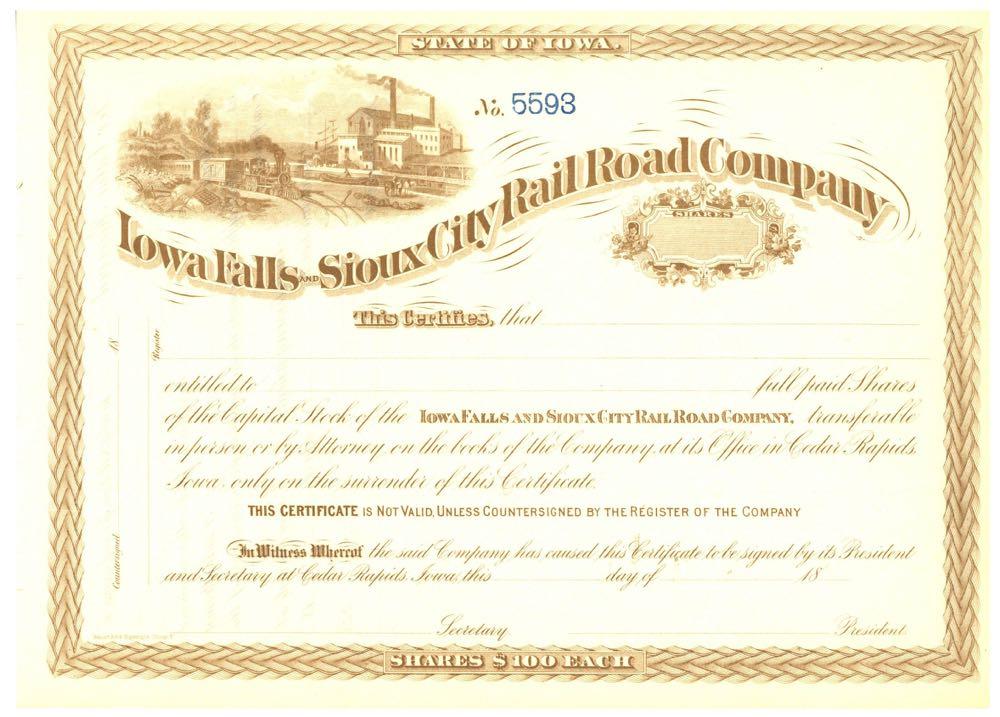 STATE OF IOWA.
No. 5593
Iowa Falls AND Sioux City Rail Road Company
SHARES
This Certifies, that
entitled to full paid Shares
of the Capital Stock of the IOWA FALLS AND SIOUX CITY RAIL ROAD COMPANY, transferable
in person or by Attorney on the books of the Company, at its Office in Cedar Rapids,
Iowa, only on the surrender of this Certificate.
THIS CERTIFICATE IS NOT VALID, UNLESS COUNTERSIGNED BY THE REGISTER OF THE COMPANY
In Witness Whereof the said Company has caused this Certificate to be signed by its President
and Secretary at Cedar Rapids, Iowa, this day of 18
Secretary President
Countersigned 18
Register
SHARES $100 EACH